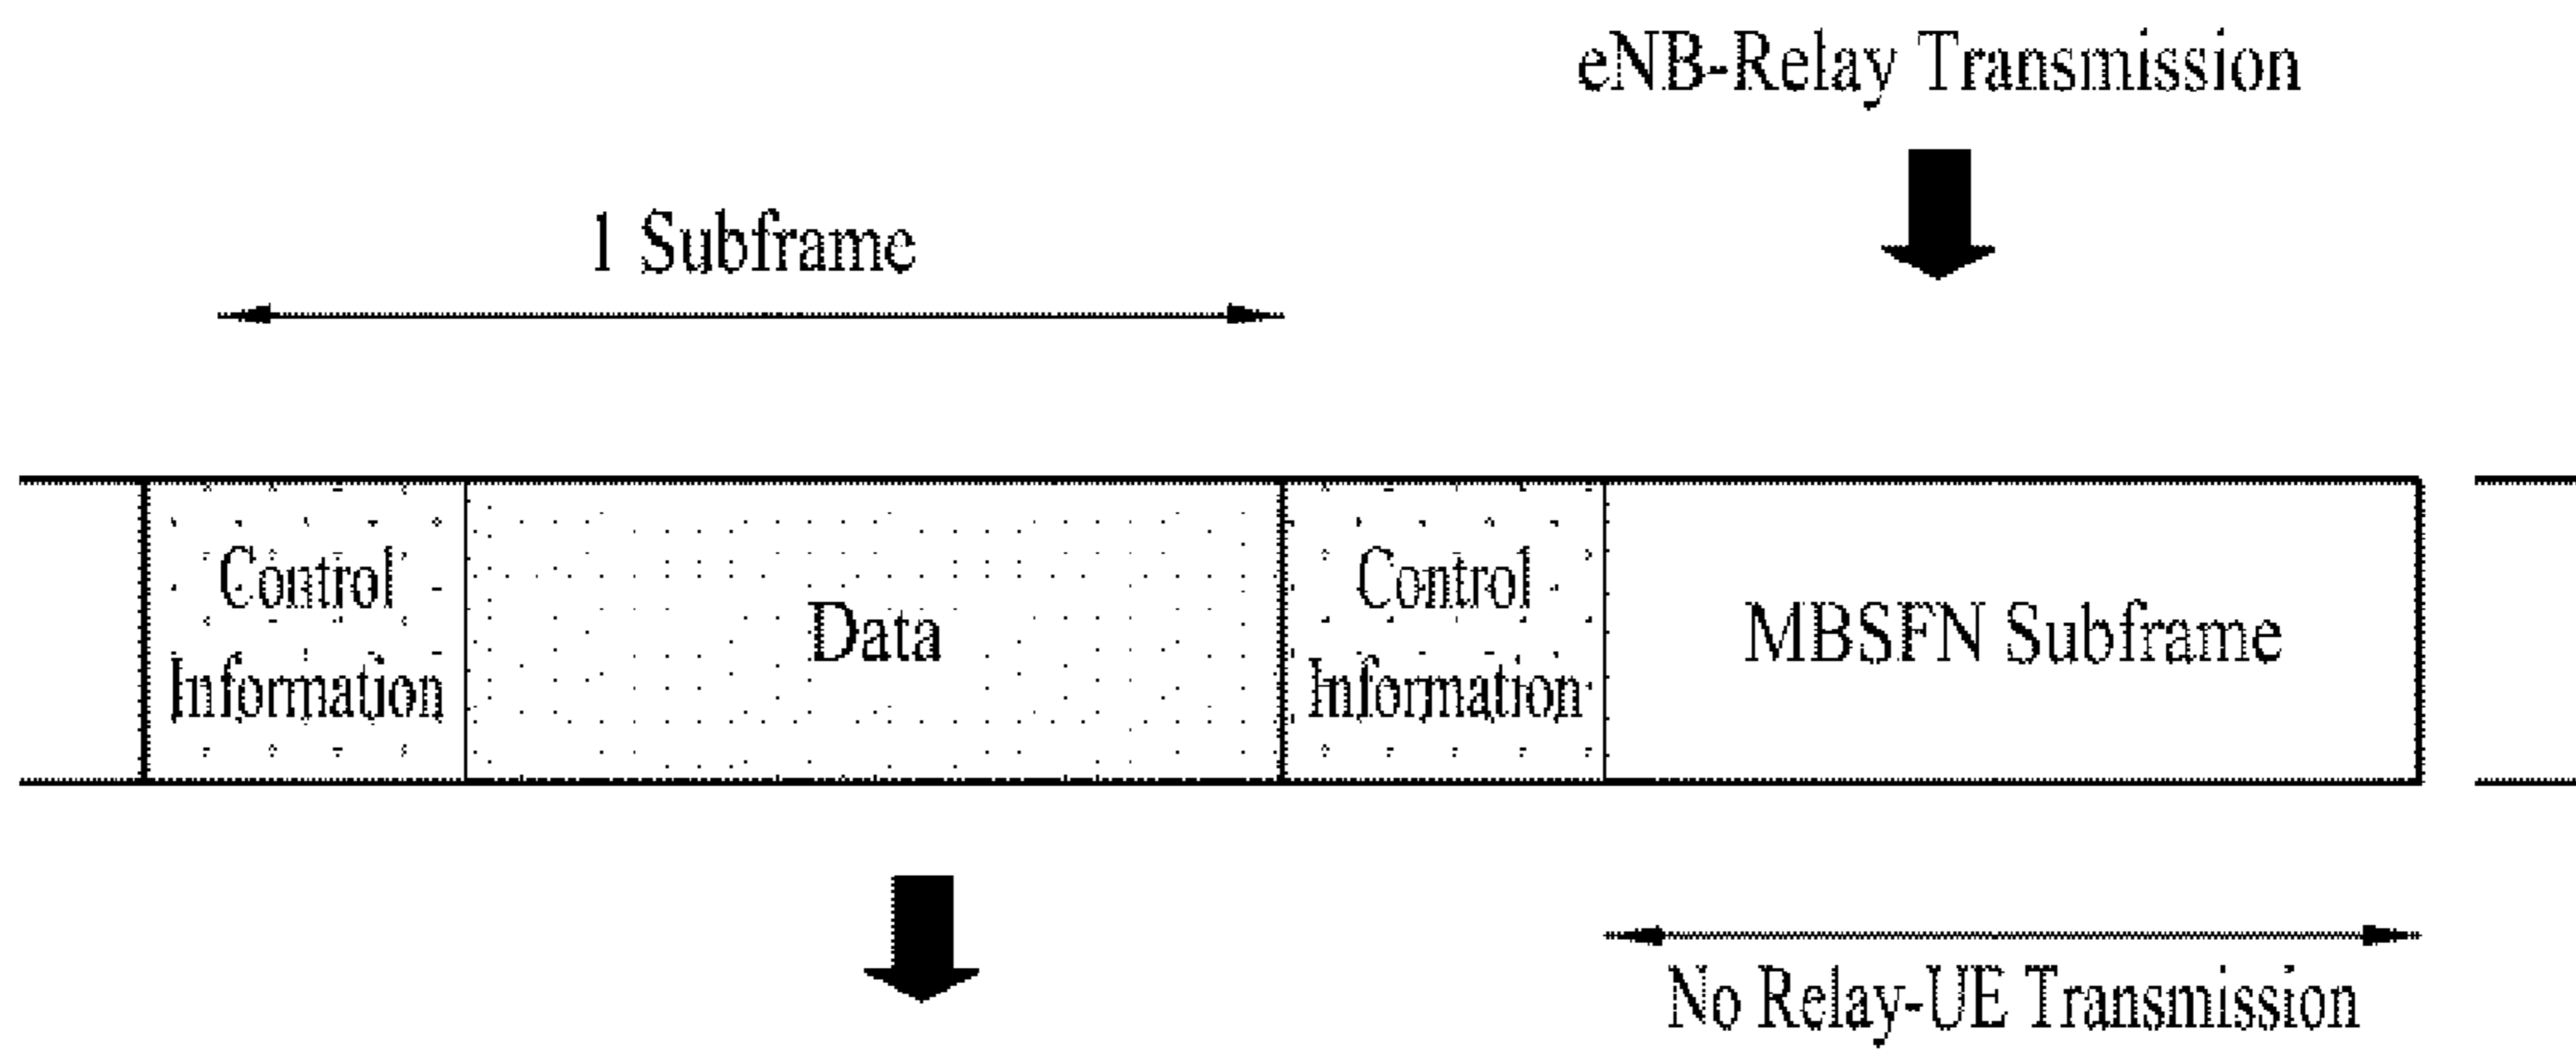 eNB-Relay Transmission
1 Subframe
Control
Information
Data
Control
Information
MBSFN Subframe
No Relay-UE Transmission